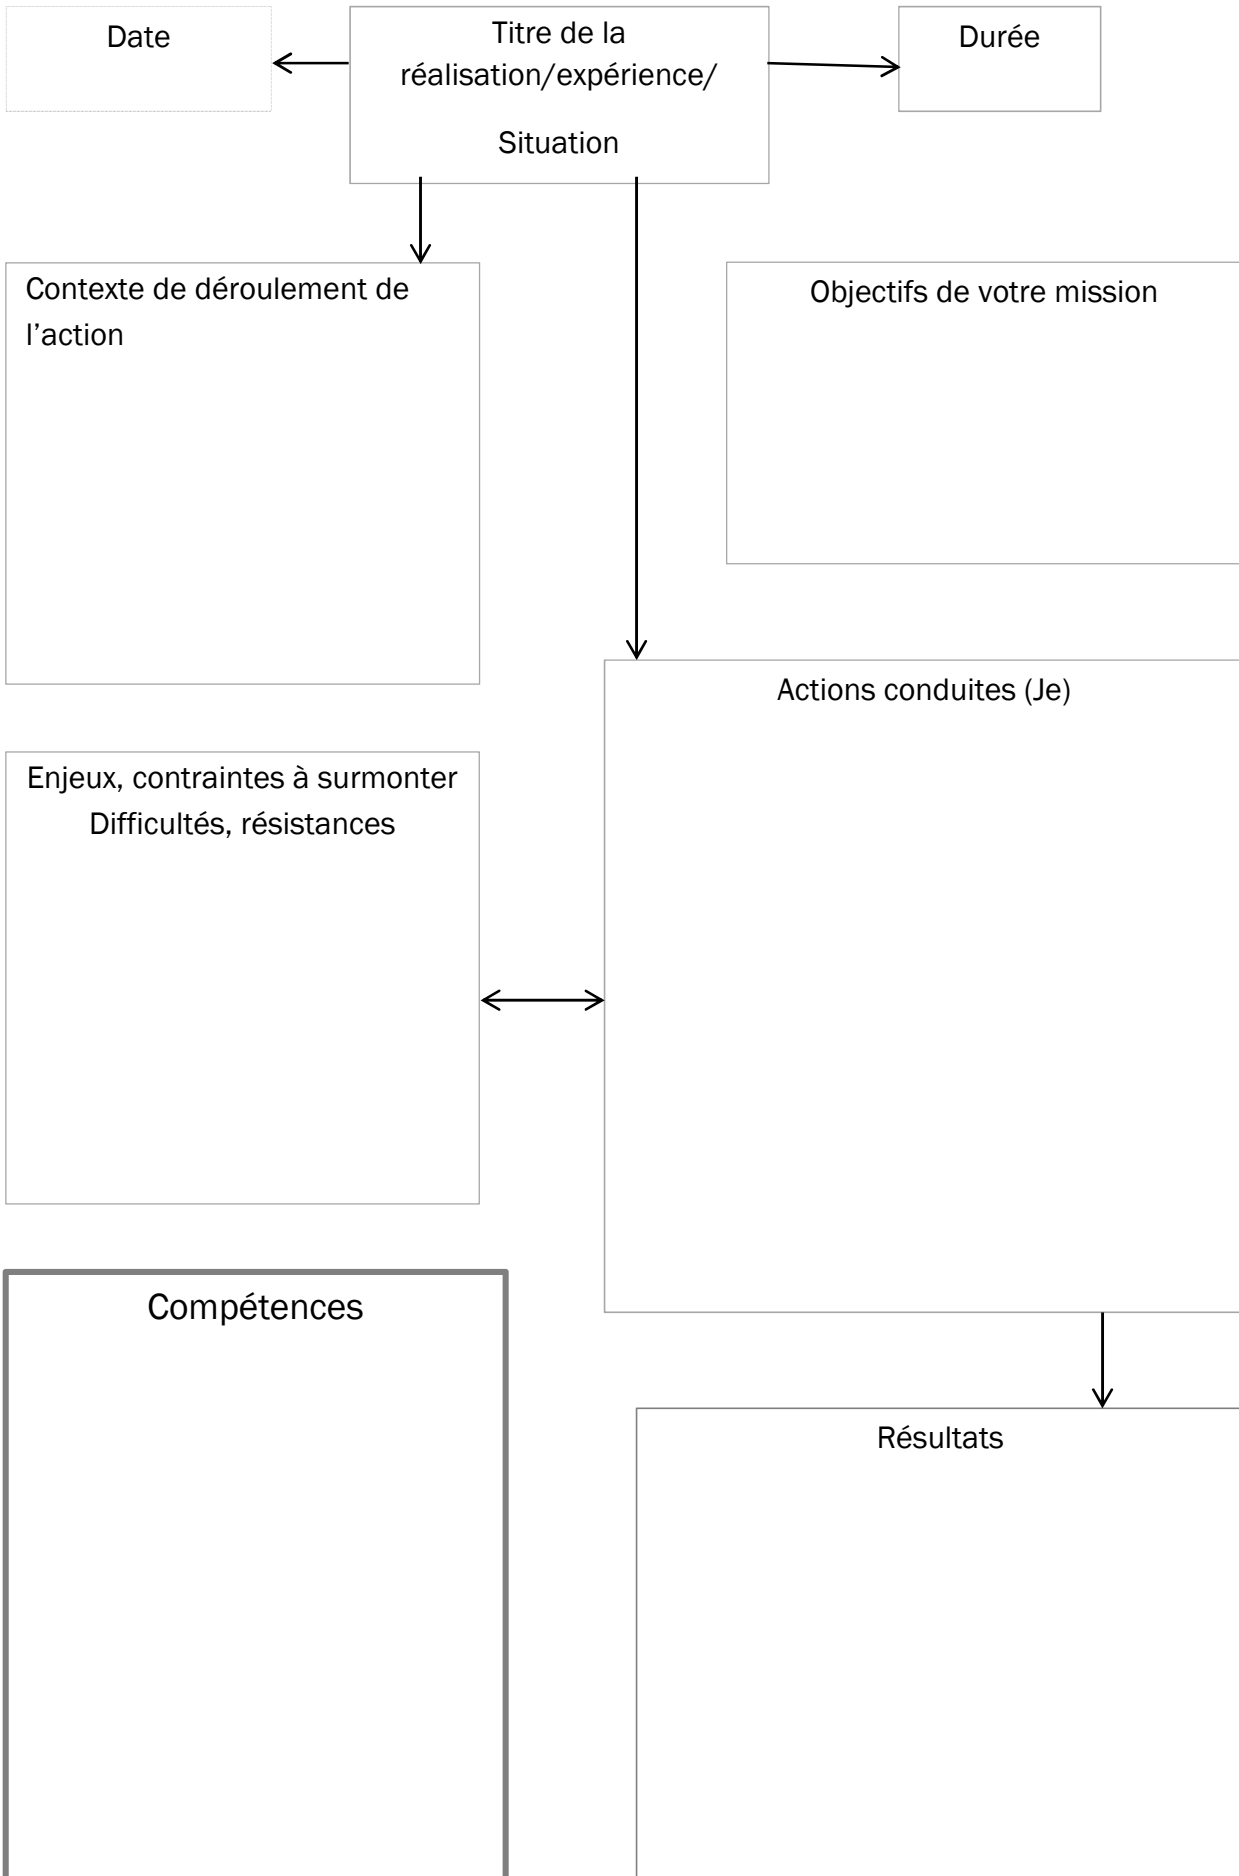 Date
Titre de la
réalisation/expérience/
Situation
Durée
Contexte de déroulement de
l’action
Objectifs de votre mission
Actions conduites (Je)
Enjeux, contraintes à surmonter
Difficultés, résistances
Compétences
Résultats